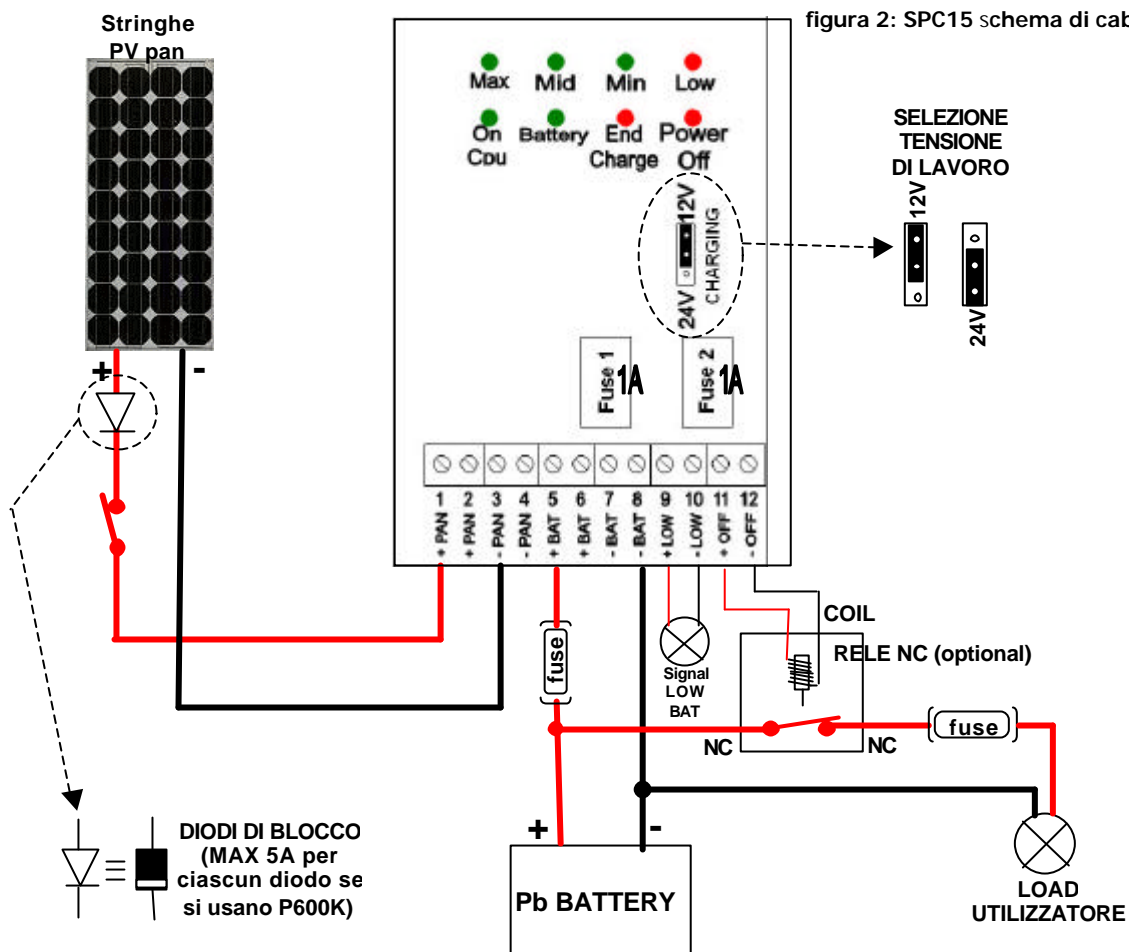 figura 2: SPC15 schema di cab
Stringhe
PV pan
Max Mid Min Low
On Battery End Power
Cpu Charge Off
SELEZIONE
TENSIONE
DI LAVORO
12V
24V
12V
24V
CHARGING
Fuse 1 1A
Fuse 2 1A
+ -
1 2 3 4 5 6 7 8 9 10 11 12
+ PAN
+ PAN
- PAN
- PAN
+ BAT
+ BAT
- BAT
- BAT
+ LOW
- LOW
+ OFF
- OFF
COIL
RELE NC (optional)
fuse
Signal
LOW
BAT
NC
NC
fuse
+ -
Pb BATTERY
DIODI DI BLOCCO
(MAX 5A per
ciascun diodo se
si usano P600K)
LOAD
UTILIZZATORE